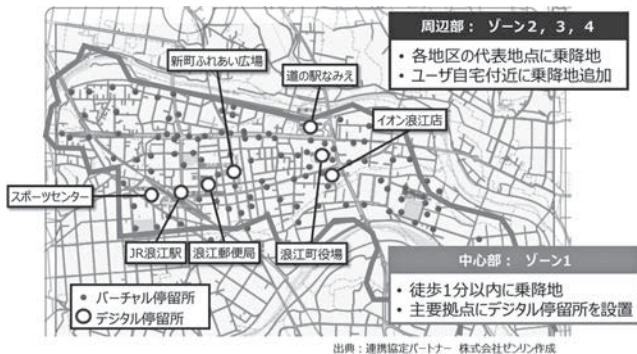 周辺部： ゾーン2，3，4
・ 各地区の代表地点に乗降地
・ ユーザ自宅付近に乗降地追加
新町ふれあい広場
道の駅なみえ
イオン浪江店
スポーツセンター
JR浪江駅
浪江郵便局
浪江町役場
中心部： ゾーン1
・ 徒歩1分以内に乗降地
・ 主要拠点にデジタル停留所を設置
バーチャル停留所
デジタル停留所
出典：連携協定パートナー 株式会社ゼンリン作成